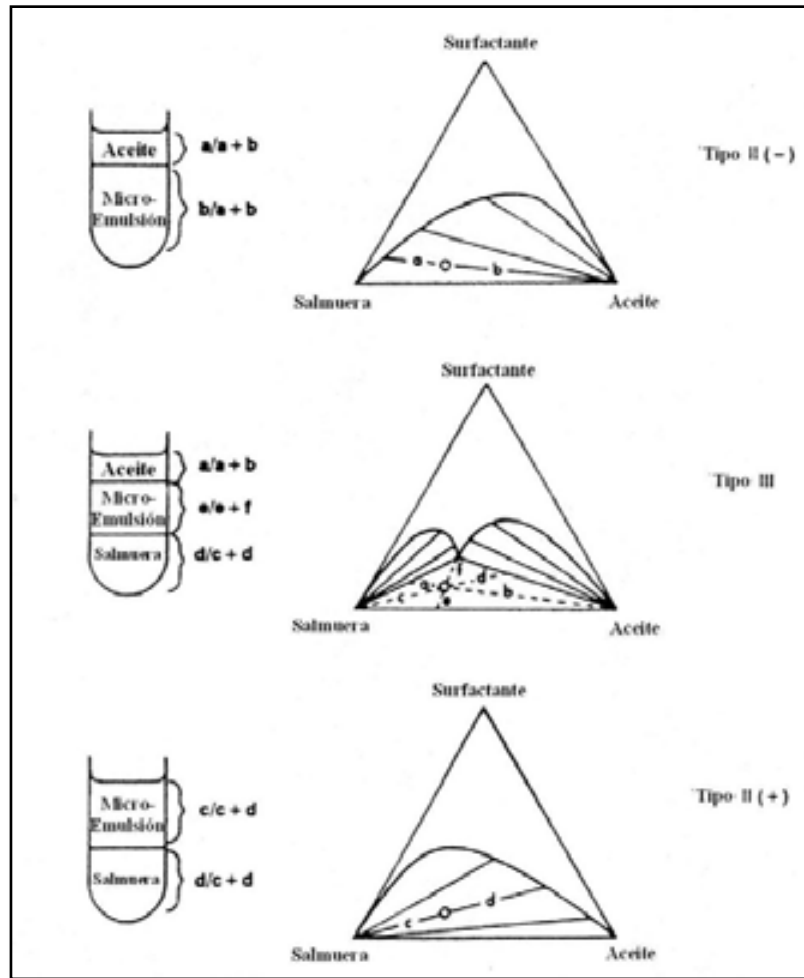 Surfactante
Aceite
a/a + b
Tipo II (−)
Micro-
Emulsión
b/a + b
a
b
Salmuera
Aceite
Surfactante
Aceite
a/a + b
Tipo III
Micro-
Emulsión
e/e + f
Salmuera
d/c + d
a
f
d
c
e
b
Salmuera
Aceite
Surfactante
Micro-
Emulsión
c/c + d
Tipo II (+)
Salmuera
d/c + d
c
d
Salmuera
Aceite